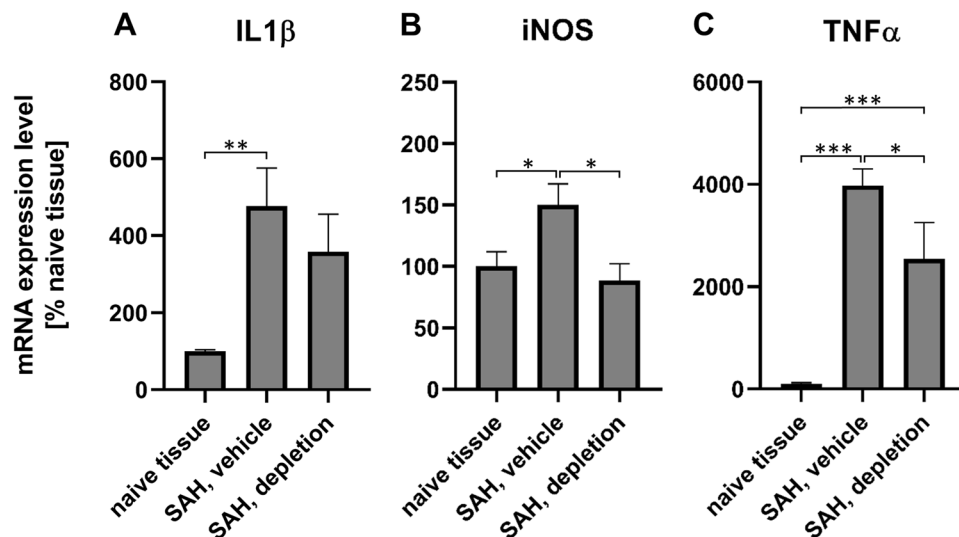 A IL1β
B iNOS
C TNFα
mRNA expression level
[% naive tissue]
800
600
400
200
0
**
naive tissue
SAH, vehicle
SAH, depletion
250
200
150
100
50
0
*
*
naive tissue
SAH, vehicle
SAH, depletion
6000
4000
2000
0
***
***
*
naive tissue
SAH, vehicle
SAH, depletion